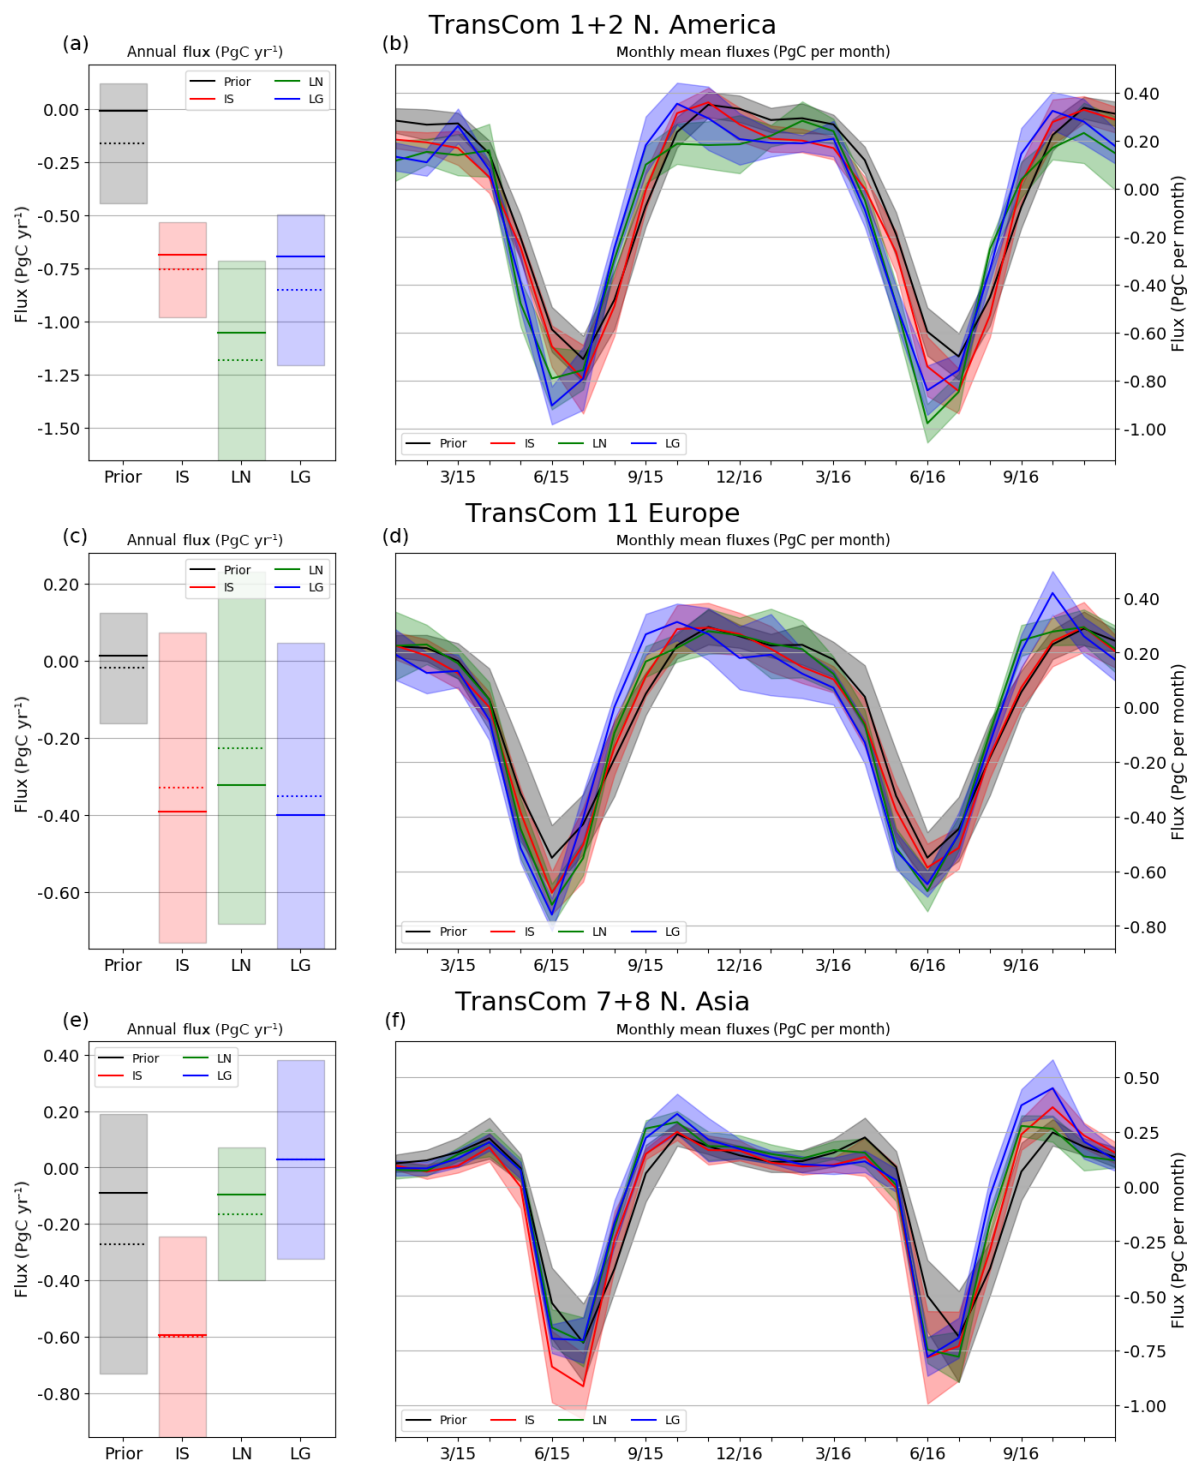 TransCom 1+2 N. America
(a)
Annual flux (PgC yr⁻¹)
(b)
Monthly mean fluxes (PgC per month)
Prior
IS
LN
LG
0.00
-0.25
-0.50
-0.75
-1.00
-1.25
-1.50
Flux (PgC yr⁻¹)
Prior IS LN LG
0.40
0.20
0.00
-0.20
-0.40
-0.60
-0.80
-1.00
Flux (PgC per month)
Prior IS LN LG
3/15 6/15 9/15 12/16 3/16 6/16 9/16
TransCom 11 Europe
(c)
Annual flux (PgC yr⁻¹)
(d)
Monthly mean fluxes (PgC per month)
Prior
IS
LN
LG
0.20
0.00
-0.20
-0.40
-0.60
Flux (PgC yr⁻¹)
Prior IS LN LG
0.40
0.20
0.00
-0.20
-0.40
-0.60
-0.80
Flux (PgC per month)
Prior IS LN LG
3/15 6/15 9/15 12/16 3/16 6/16 9/16
TransCom 7+8 N. Asia
(e)
Annual flux (PgC yr⁻¹)
(f)
Monthly mean fluxes (PgC per month)
Prior
IS
LN
LG
0.40
0.20
0.00
-0.20
-0.40
-0.60
-0.80
Flux (PgC yr⁻¹)
Prior IS LN LG
0.50
0.25
0.00
-0.25
-0.50
-0.75
-1.00
Flux (PgC per month)
Prior IS LN LG
3/15 6/15 9/15 12/16 3/16 6/16 9/16